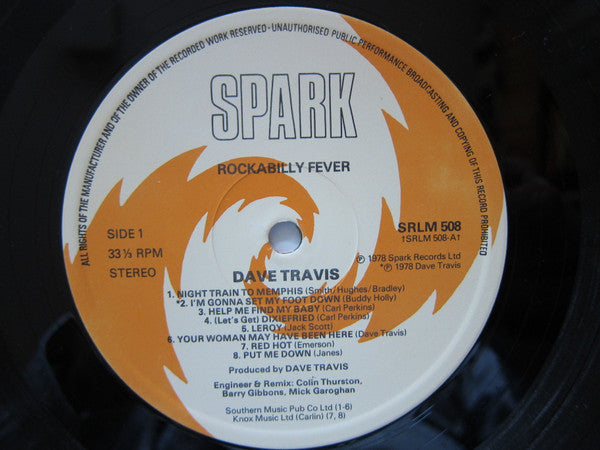 ALL RIGHTS OF THE MANUFACTURER AND OF THE OWNER OF THE RECORDED WORK RESERVED - UNAUTHORISED PUBLIC PERFORMANCE BROADCASTING AND COPYING OF THIS RECORD PROHIBITED
SPARK
ROCKABILLY FEVER
SIDE 1
33⅓ RPM
STEREO
SRLM 508
†SRLM 508-A†
℗ 1978 Spark Records Ltd
*℗ 1978 Dave Travis
DAVE TRAVIS
1. NIGHT TRAIN TO MEMPHIS (Smith/Hughes/Bradley)
*2. I'M GONNA SET MY FOOT DOWN (Buddy Holly)
3. HELP ME FIND MY BABY (Carl Perkins)
4. (Let's Get) DIXIEFRIED (Carl Perkins)
5. LEROY (Jack Scott)
6. YOUR WOMAN MAY HAVE BEEN HERE (Dave Travis)
7. RED HOT (Emerson)
8. PUT ME DOWN (Janes)
Produced by DAVE TRAVIS
Engineer & Remix: Colin Thurston,
Barry Gibbons, Mick Garoghan
Southern Music Pub Co Ltd (1-6)
Knox Music Ltd (Carlin) (7, 8)